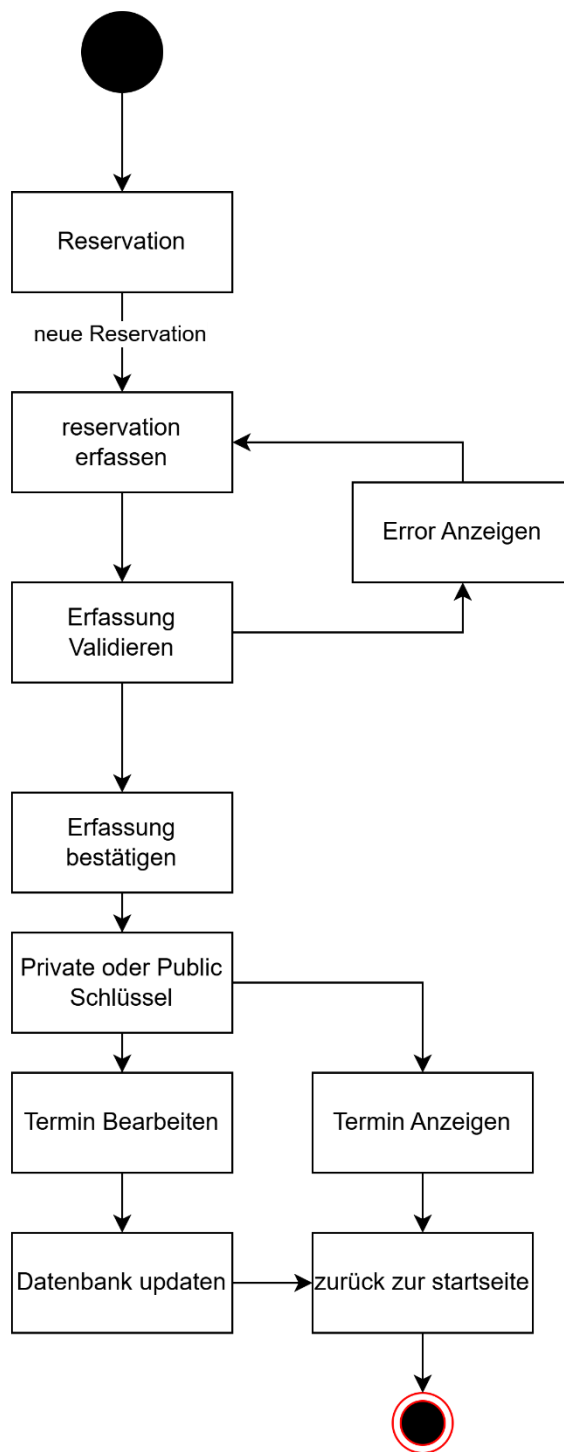 Reservation
neue Reservation
reservation
erfassen
Error Anzeigen
Erfassung
Validieren
Erfassung
bestätigen
Private oder Public
Schlüssel
Termin Bearbeiten
Termin Anzeigen
Datenbank updaten
zurück zur startseite